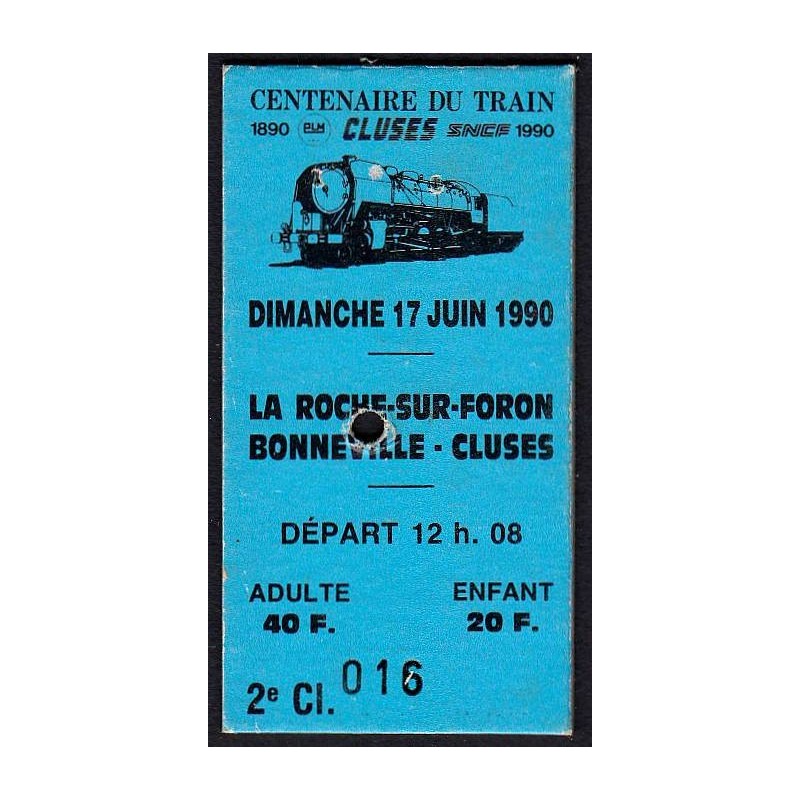 CENTENAIRE DU TRAIN
1890 PLM CLUSES SNCF 1990
DIMANCHE 17 JUIN 1990
LA ROCHE-SUR-FORON
BONNEVILLE - CLUSES
DÉPART 12 h. 08
ADULTE ENFANT
40 F. 20 F.
2e Cl. 016